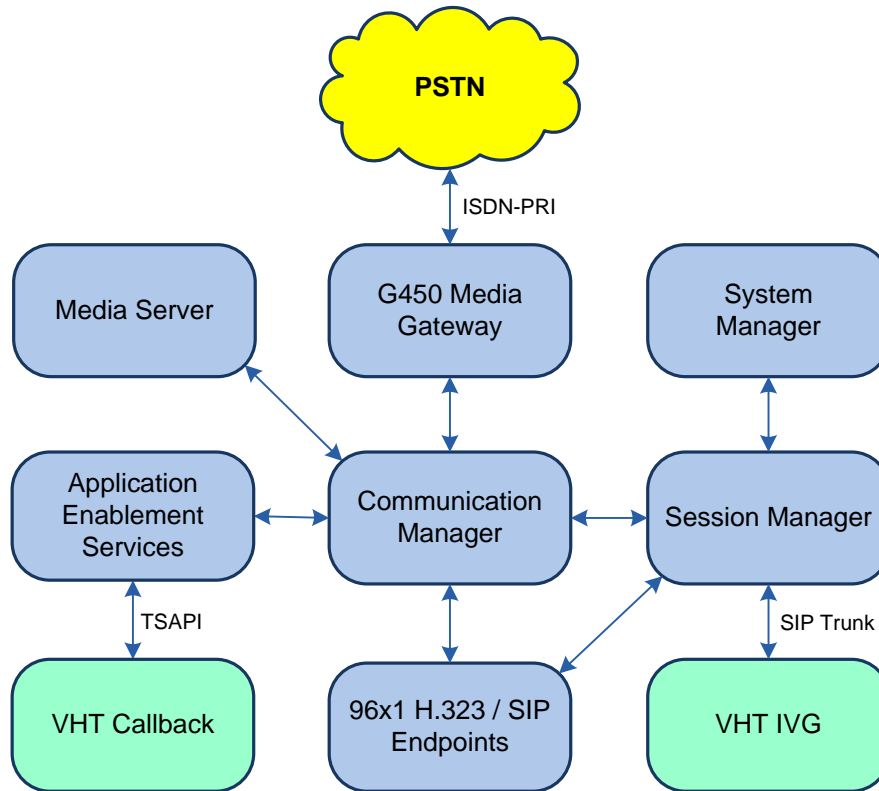 PSTN
ISDN-PRI
Media Server
G450 Media
Gateway
System
Manager
Application
Enablement
Services
Communication
Manager
Session Manager
TSAPI
SIP Trunk
VHT Callback
96x1 H.323 / SIP
Endpoints
VHT IVG